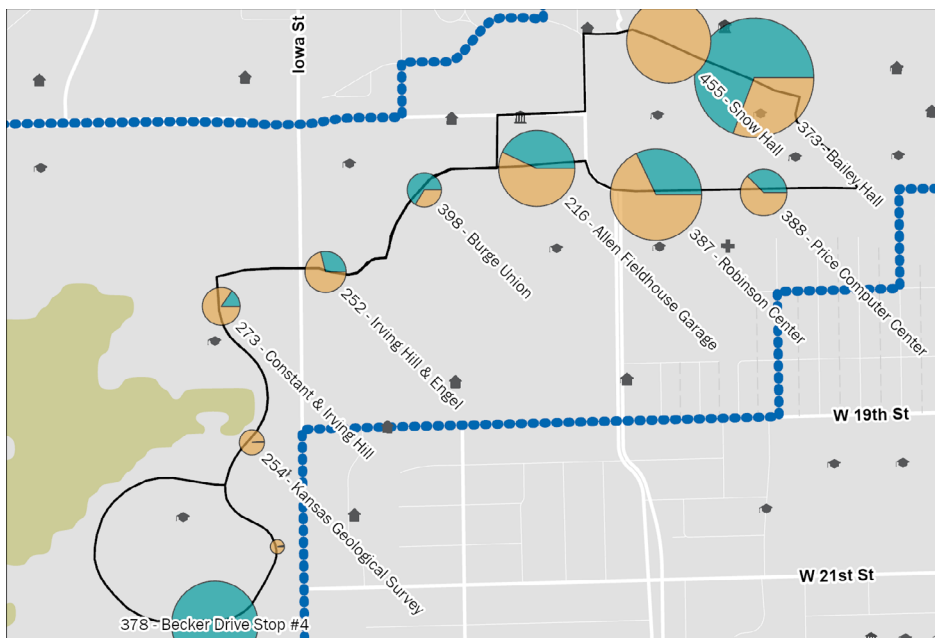 Iowa St
455 - Snow Hall
373 - Bailey Hall
398 - Burge Union
216 - Allen Fieldhouse Garage
387 - Robinson Center
388 - Price Computer Center
252 - Irving Hill & Engel
273 - Constant & Irving Hill
254 - Kansas Geological Survey
W 19th St
W 21st St
378 - Becker Drive Stop #4